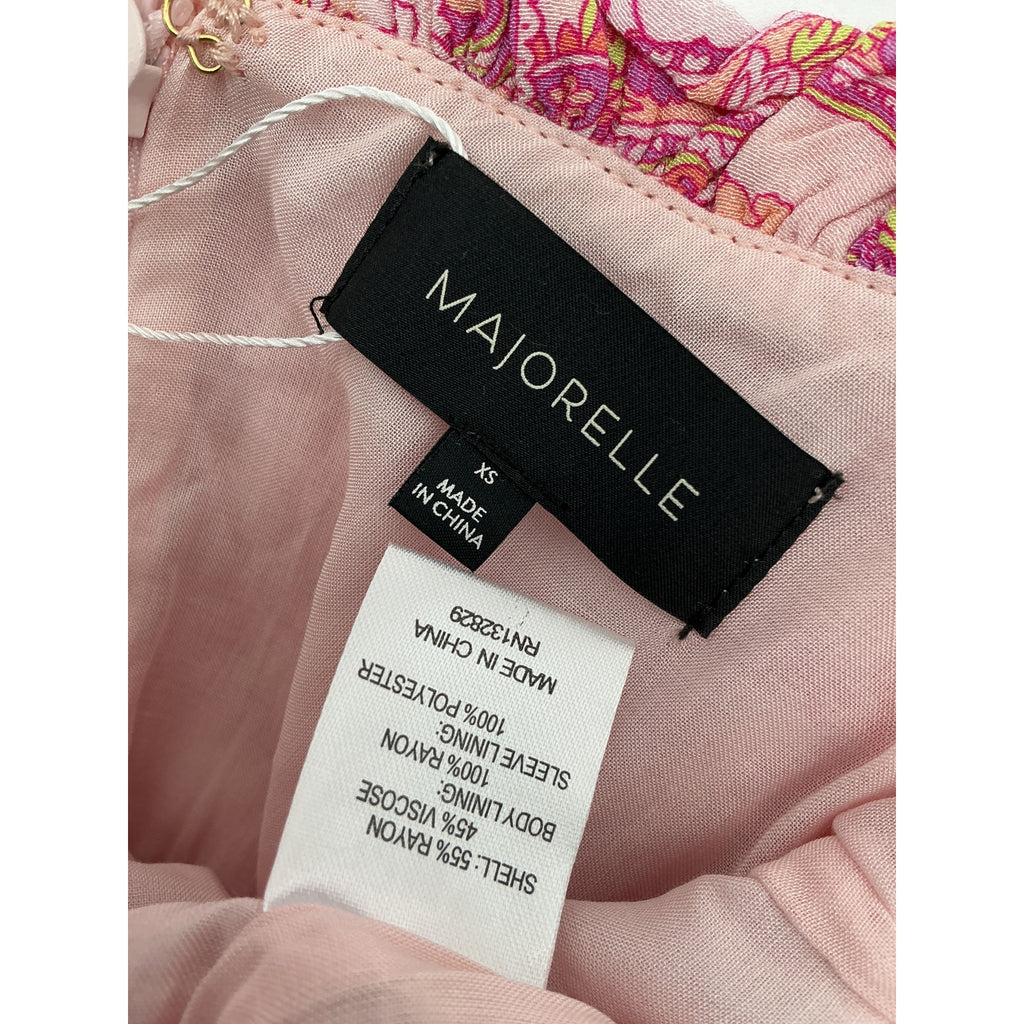 MAJORELLE
XS
MADE
IN CHINA
SHELL: 55% RAYON
45% VISCOSE
BODY LINING:
100% RAYON
SLEEVE LINING:
100% POLYESTER
MADE IN CHINA
RN132829